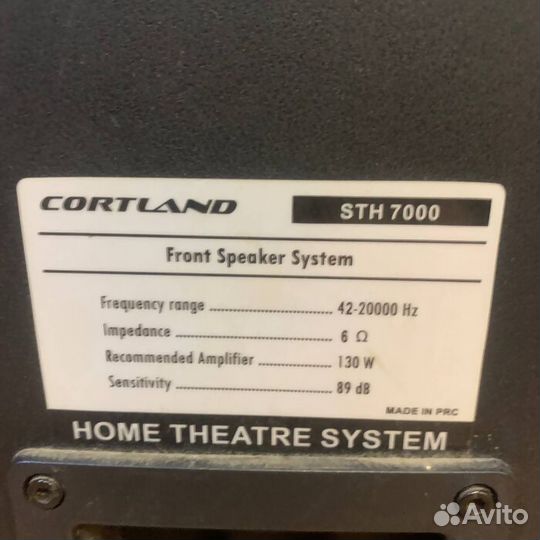 CORTLAND STH 7000
Front Speaker System
Frequency range .......................... 42-20000 Hz
Impedance ................................ 6 Ω
Recommended Amplifier ................ 130 W
Sensitivity ................................ 89 dB
MADE IN PRC
HOME THEATRE SYSTEM
Avito